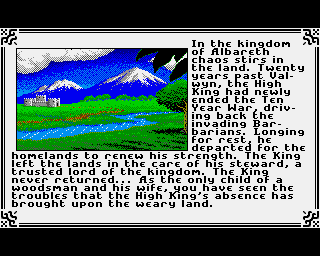 In the kingdom
of Albareth
chaos stirs in
the land. Twenty
years past Val-
wyn, the High
King had newly
ended the Ten
Year War, driv-
ing back the
invading Bar-
barians. Longing
for rest, he
departed for the
homelands to renew his strength. The King
left the lands in the care of his steward, a
trusted lord of the kingdom. The King
never returned... As the only child of a
woodsman and his wife, you have seen the
troubles that the High King's absence has
brought upon the weary land.